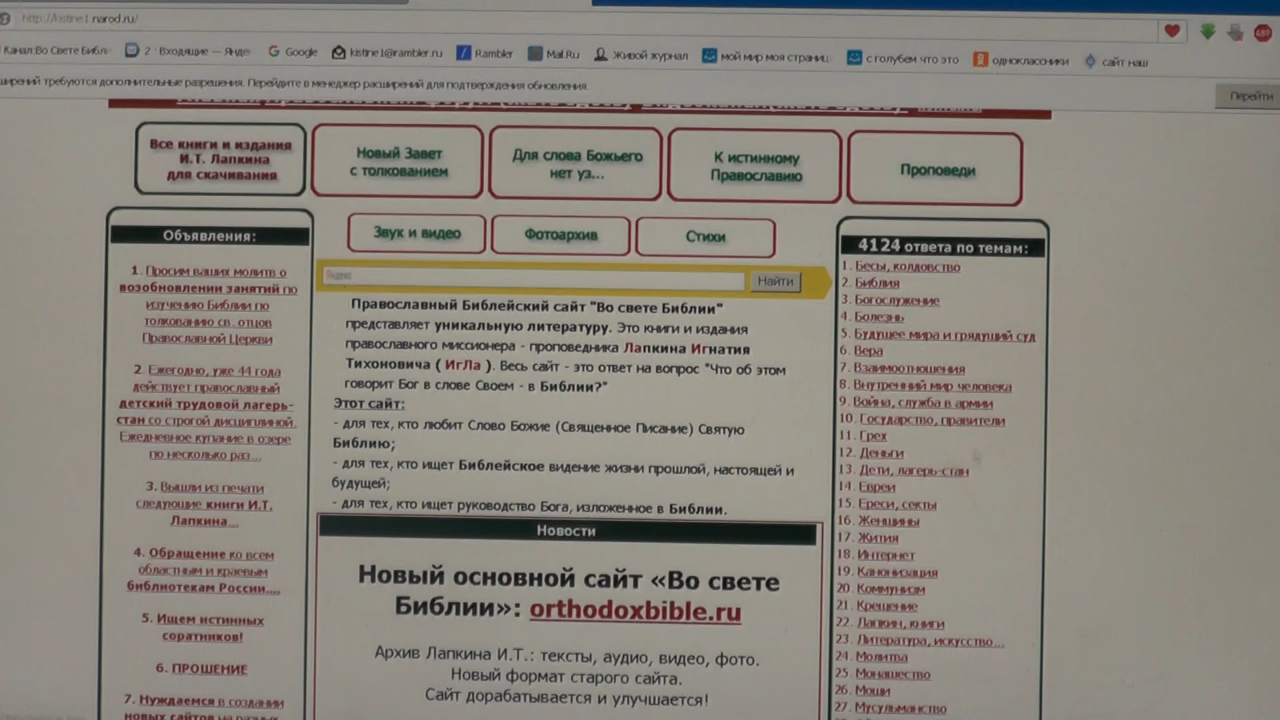 http://kistine1.narod.ru/
Канал:Во Свете Библ
2 · Входящие — Янде
Google
kistine1@rambler.ru
Rambler
Mail.Ru
Живой журнал
мой мир моя страниц
с голубем что это
одноклассники
сайт наш
ширений требуются дополнительные разрешения. Перейдите в менеджер расширений для подтверждения обновления.
Перейти
Все книги и издания
И.Т. Лапкина
для скачивания
Новый Завет
с толкованием
Для слова Божьего
нет уз...
К истинному
Православию
Проповеди
Звук и видео
Фотоархив
Стихи
Объявления:
1. Просим ваших молитв о
возобновлении занятий по
изучению Библии по
толкованию св. отцов
Православной Церкви
2. Ежегодно, уже 44 года
действует православный
детский трудовой лагерь-
стан со строгой дисциплиной.
Ежедневное купание в озере
по несколько раз...
3. Вышли из печати
следующие книги И.Т.
Лапкина...
4. Обращение ко всем
областным и краевым
библиотекам России....
5. Ищем истинных
соратников!
6. ПРОШЕНИЕ
7. Нуждаемся в создании
новых сайтов на разных
Яндекс
Найти
Православный Библейский сайт "Во свете Библии"
представляет уникальную литературу. Это книги и издания
православного миссионера - проповедника Лапкина Игнатия
Тихоновича ( ИгЛа ). Весь сайт - это ответ на вопрос "Что об этом
говорит Бог в слове Своем - в Библии?"
Этот сайт:
- для тех, кто любит Слово Божие (Священное Писание) Святую
Библию;
- для тех, кто ищет Библейское видение жизни прошлой, настоящей и
будущей;
- для тех, кто ищет руководство Бога, изложенное в Библии.
Новости
Новый основной сайт «Во свете
Библии»: orthodoxbible.ru
Архив Лапкина И.Т.: тексты, аудио, видео, фото.
Новый формат старого сайта.
Сайт дорабатывается и улучшается!
4124 ответа по темам:
1. Бесы, колдовство
2. Библия
3. Богослужение
4. Болезнь
5. Будущее мира и грядущий суд
6. Вера
7. Взаимоотношения
8. Внутренний мир человека
9. Война, служба в армии
10. Государство, правители
11. Грех
12. Деньги
13. Дети, лагерь-стан
14. Евреи
15. Ереси, секты
16. Женщины
17. Жития
18. Интернет
19. Канонизация
20. Коммунизм
21. Крещение
22. Лапкин, книги
23. Литература, искусство...
24. Молитва
25. Монашество
26. Мощи
27. Мусульманство